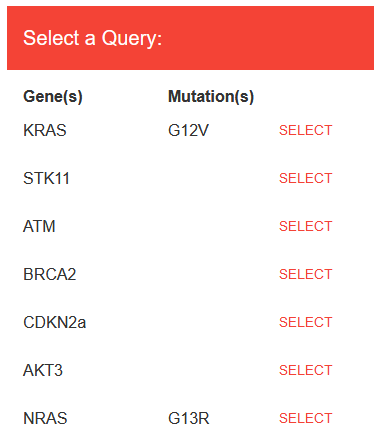 Select a Query:
Gene(s) Mutation(s)
KRAS G12V SELECT
STK11 SELECT
ATM SELECT
BRCA2 SELECT
CDKN2a SELECT
AKT3 SELECT
NRAS G13R SELECT